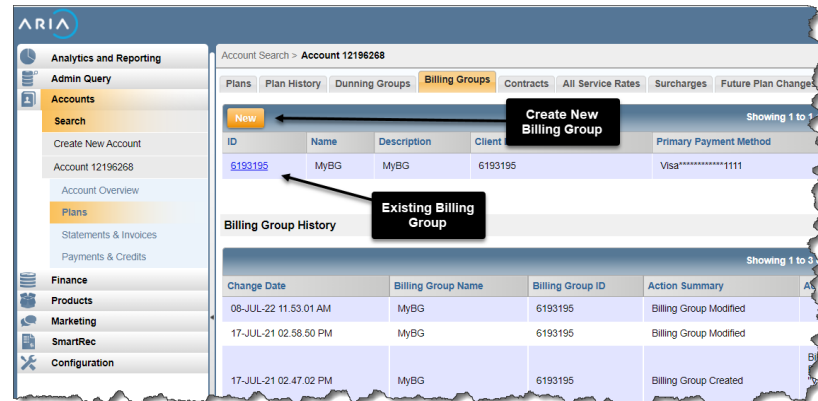 ARIA
Analytics and Reporting
Admin Query
Accounts
Search
Create New Account
Account 12196268
Account Overview
Plans
Statements & Invoices
Payments & Credits
Finance
Products
Marketing
SmartRec
Configuration
Account Search > Account 12196268
Plans Plan History Dunning Groups Billing Groups Contracts All Service Rates Surcharges Future Plan Changes
New Showing 1 to 1
Create New
Billing Group
ID Name Description Client Primary Payment Method
6193195 MyBG MyBG 6193195 Visa************1111
Existing Billing
Group
Billing Group History
Showing 1 to 3
Change Date Billing Group Name Billing Group ID Action Summary
08-JUL-22 11.53.01 AM MyBG 6193195 Billing Group Modified
17-JUL-21 02.58.50 PM MyBG 6193195 Billing Group Modified
17-JUL-21 02.47.02 PM MyBG 6193195 Billing Group Created